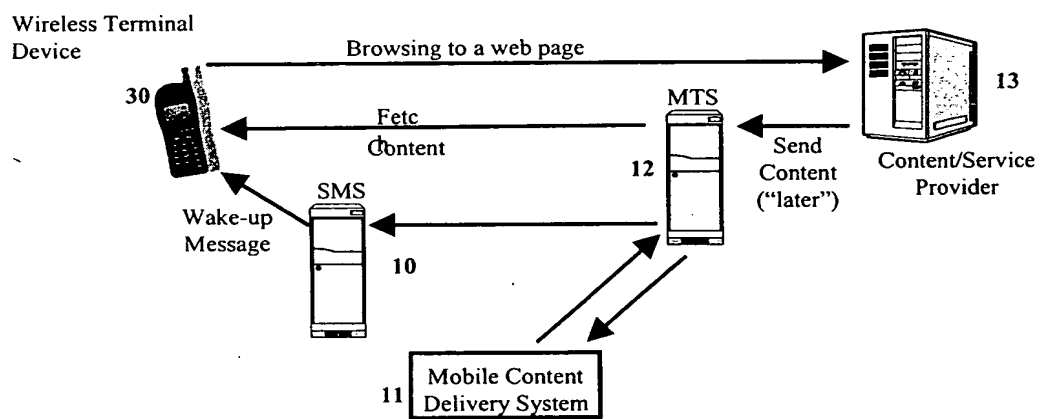 Wireless Terminal
Device
Browsing to a web page
30
13
MTS
Fetc
h
Content
12
Send
Content
("later")
Content/Service
Provider
SMS
Wake-up
Message
10
11
Mobile Content
Delivery System